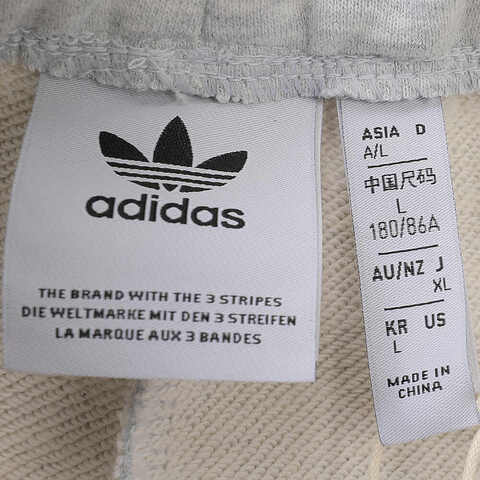 adidas
THE BRAND WITH THE 3 STRIPES
DIE WELTMARKE MIT DEN 3 STREIFEN
LA MARQUE AUX 3 BANDES
ASIA D
A/L
中国尺码
L
180/86A
AU/NZ J
XL
KR US
L
MADE IN
CHINA